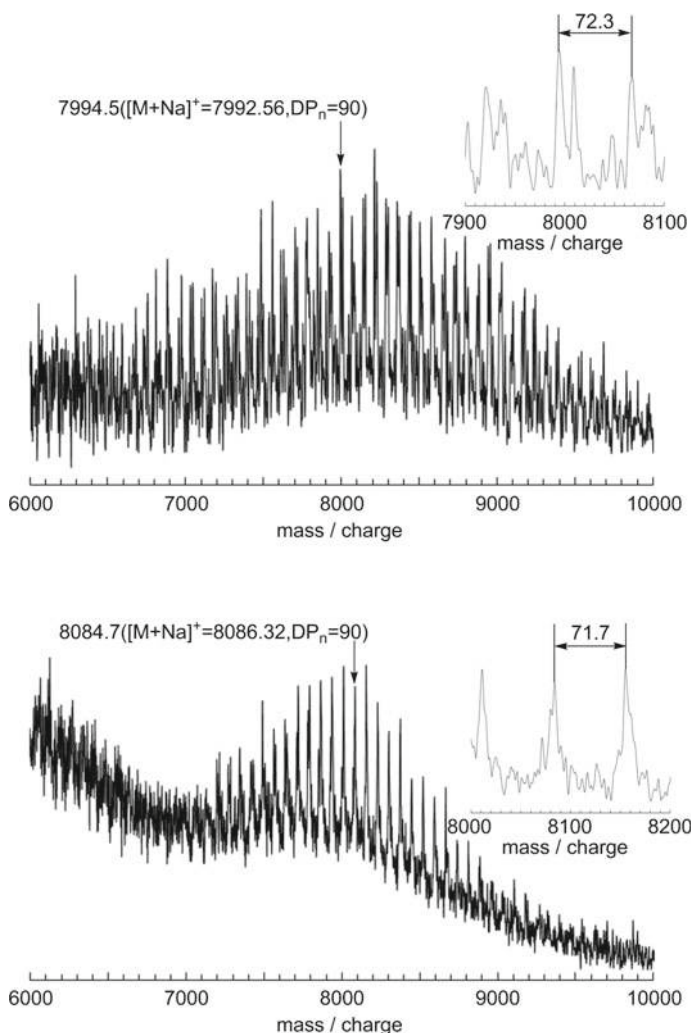 72.3
7994.5([M+Na]⁺=7992.56,DPₙ=90)
7900 8000 8100
mass / charge
6000 7000 8000 9000 10000
mass / charge
8084.7([M+Na]⁺=8086.32,DPₙ=90)
71.7
8000 8100 8200
mass / charge
6000 7000 8000 9000 10000
mass / charge